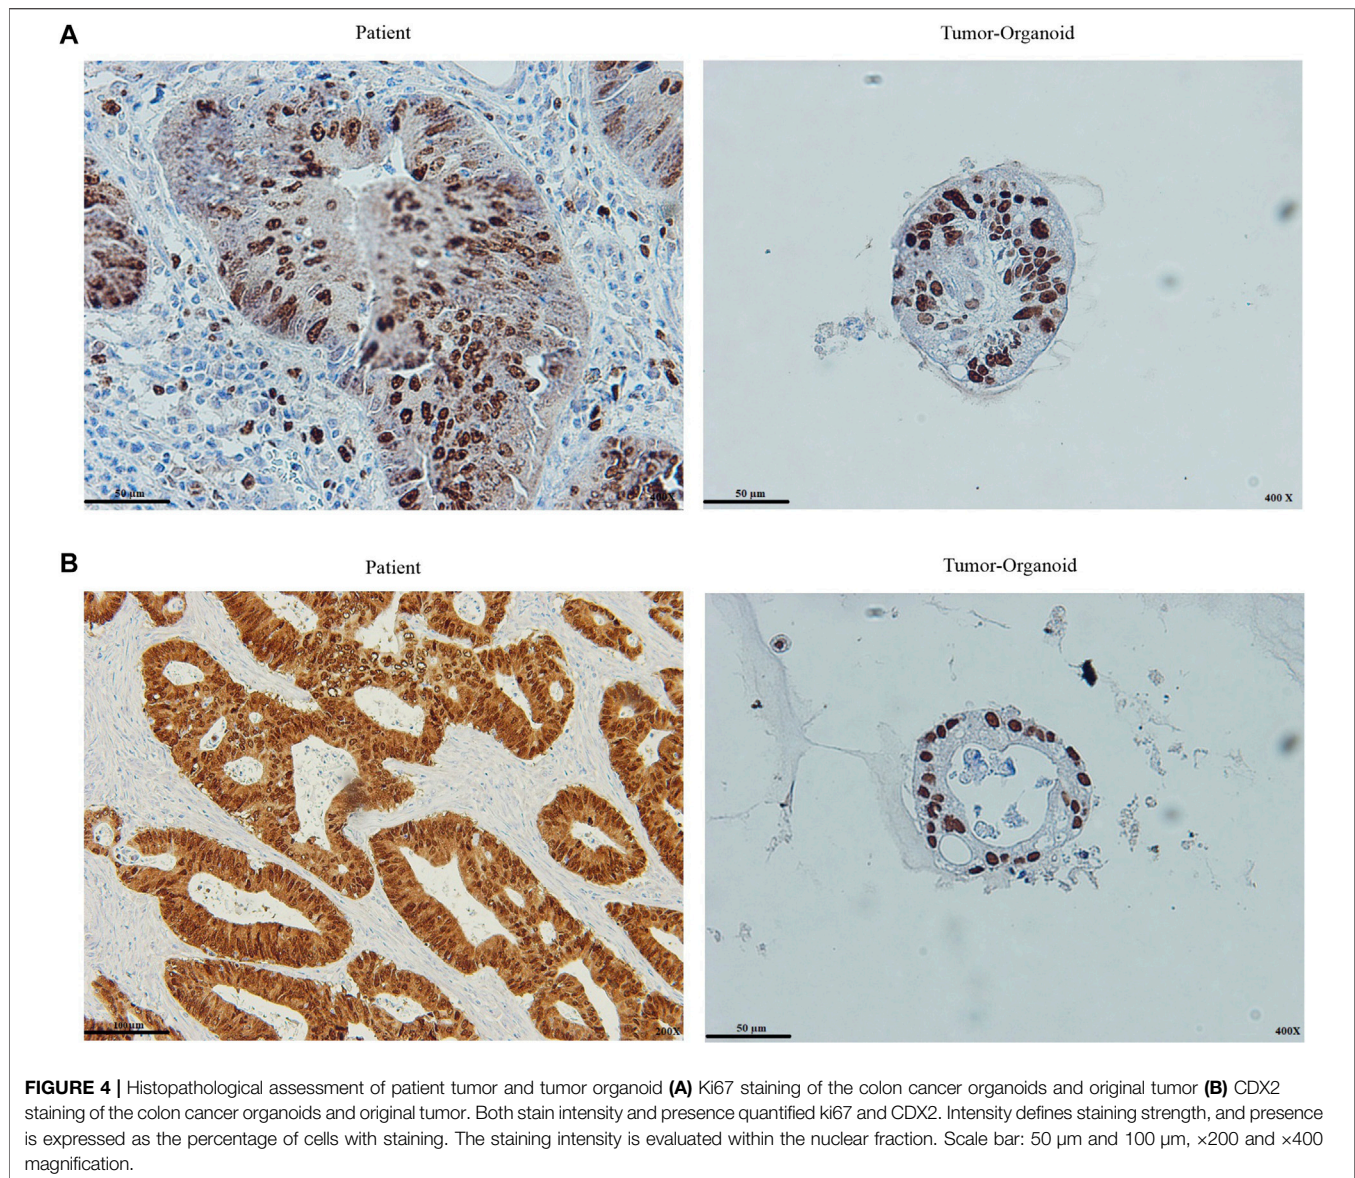 A
Patient
Tumor-Organoid
50 µm
400X
50 µm
400 X
B
Patient
Tumor-Organoid
100µm
200X
50 µm
400X
FIGURE 4 | Histopathological assessment of patient tumor and tumor organoid (A) Ki67 staining of the colon cancer organoids and original tumor (B) CDX2
staining of the colon cancer organoids and original tumor. Both stain intensity and presence quantified ki67 and CDX2. Intensity defines staining strength, and presence
is expressed as the percentage of cells with staining. The staining intensity is evaluated within the nuclear fraction. Scale bar: 50 µm and 100 µm, ×200 and ×400
magnification.